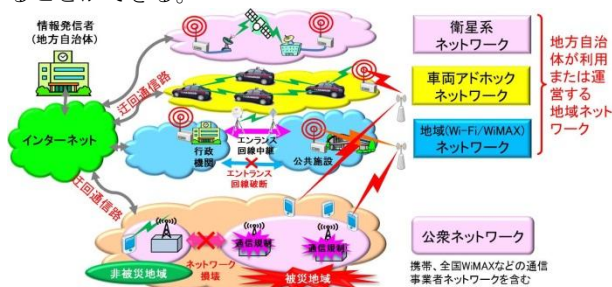 ることができる。
情報発信者
(地方自治体)
衛星系
ネットワーク
迂回通信路
車両アドホック
ネットワーク
地方自治
体が利用
または運
営する
地域ネット
ワーク
インターネット
行政
機関
エンランス
回線中継
エントランス
回線破断
公共施設
地域(Wi-Fi/WiMAX)
ネットワーク
迂回通信路
通信規制
通信規制
公衆ネットワーク
非被災地域
ネットワーク
損壊
被災地域
携帯、全国WiMAXなどの通信
事業者ネットワークを含む